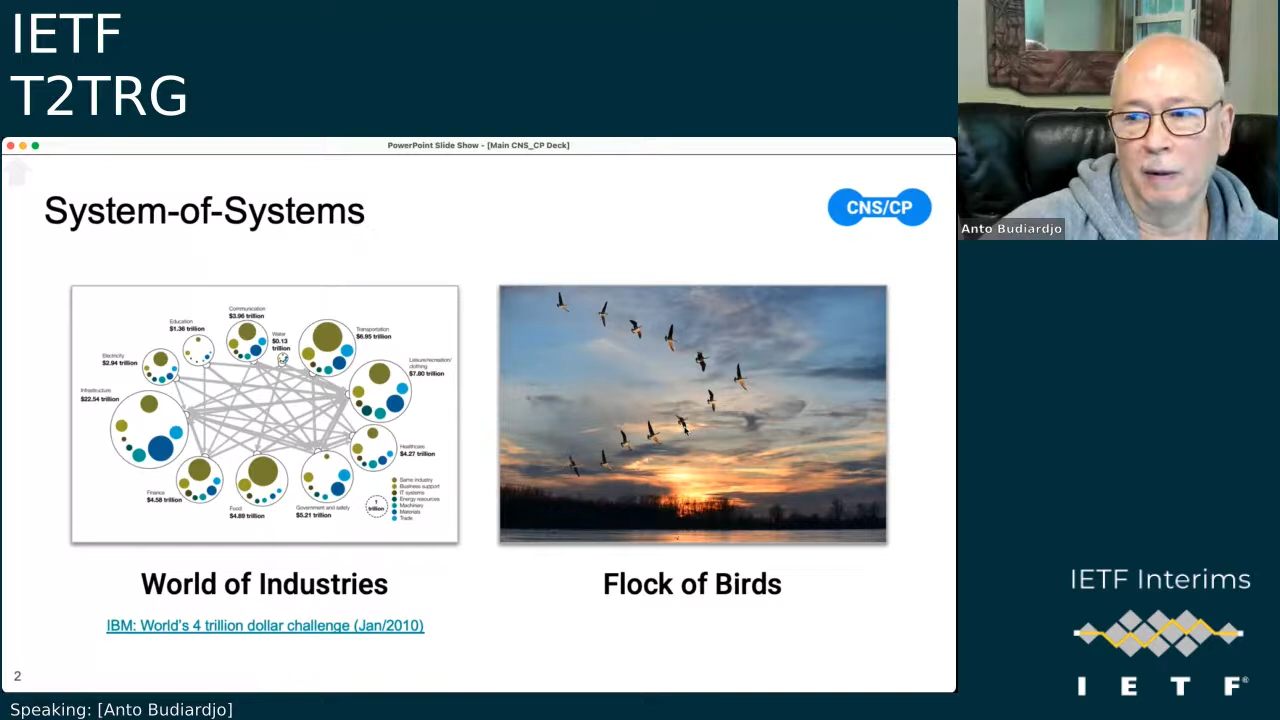 IETF
T2TRG
PowerPoint Slide Show - [Main CNS_CP Deck]
System-of-Systems
CNS/CP
Communication
$3.96 trillion
Education
$1.36 trillion
Water
$0.13
trillion
Transportation
$6.95 trillion
Electricity
$2.94 trillion
Leisure/recreation/
clothing
$7.80 trillion
Infrastructure
$22.54 trillion
Healthcare
$4.27 trillion
Finance
$4.58 trillion
Food
$4.89 trillion
Government and safety
$5.21 trillion
1
trillion
Same industry
Business support
IT systems
Energy resources
Machinery
Materials
Trade
World of Industries
Flock of Birds
IBM: World's 4 trillion dollar challenge (Jan/2010)
2
Anto Budiardjo
IETF Interims
IETF®
Speaking: [Anto Budiardjo]